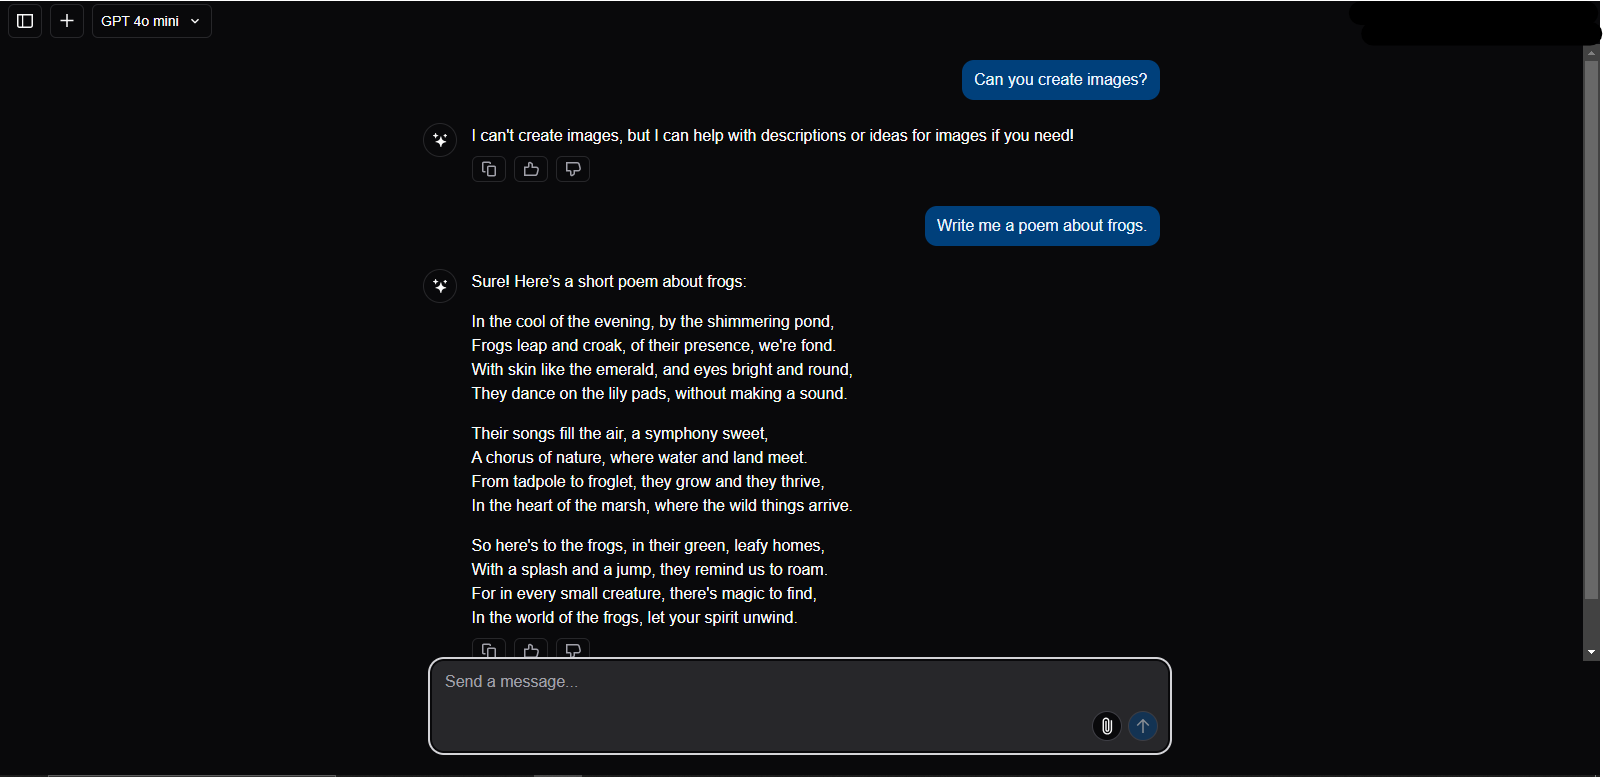 GPT 4o mini
Can you create images?
I can't create images, but I can help with descriptions or ideas for images if you need!
Write me a poem about frogs.
Sure! Here’s a short poem about frogs:
In the cool of the evening, by the shimmering pond,
Frogs leap and croak, of their presence, we're fond.
With skin like the emerald, and eyes bright and round,
They dance on the lily pads, without making a sound.
Their songs fill the air, a symphony sweet,
A chorus of nature, where water and land meet.
From tadpole to froglet, they grow and they thrive,
In the heart of the marsh, where the wild things arrive.
So here's to the frogs, in their green, leafy homes,
With a splash and a jump, they remind us to roam.
For in every small creature, there's magic to find,
In the world of the frogs, let your spirit unwind.
Send a message...